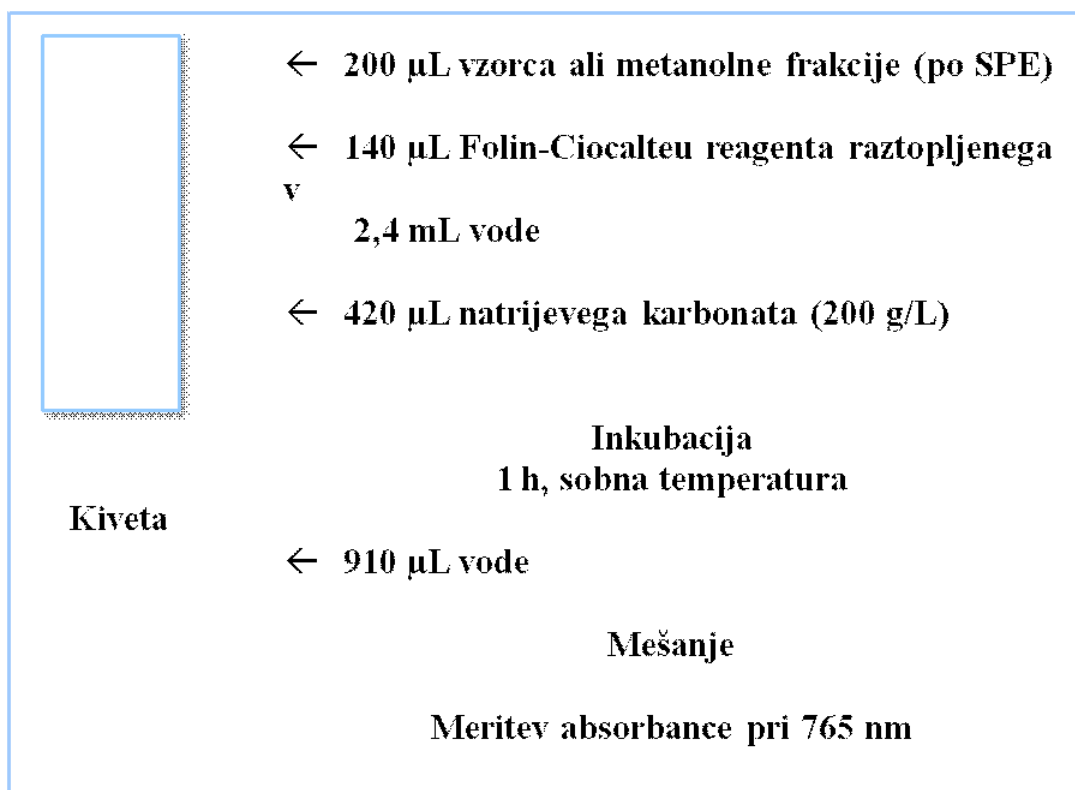 ← 200 µL vzorca ali metanolne frakcije (po SPE)
← 140 µL Folin-Ciocalteu reagenta raztopljenega
v
2,4 mL vode
← 420 µL natrijevega karbonata (200 g/L)
Inkubacija
1 h, sobna temperatura
Kiveta
← 910 µL vode
Mešanje
Meritev absorbance pri 765 nm